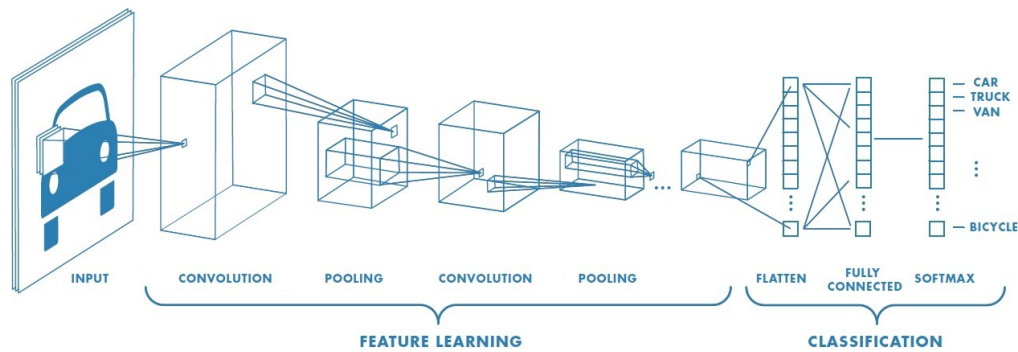 CAR
TRUCK
VAN
BICYCLE
INPUT
CONVOLUTION
POOLING
CONVOLUTION
POOLING
FLATTEN
FULLY
CONNECTED
SOFTMAX
FEATURE LEARNING
CLASSIFICATION